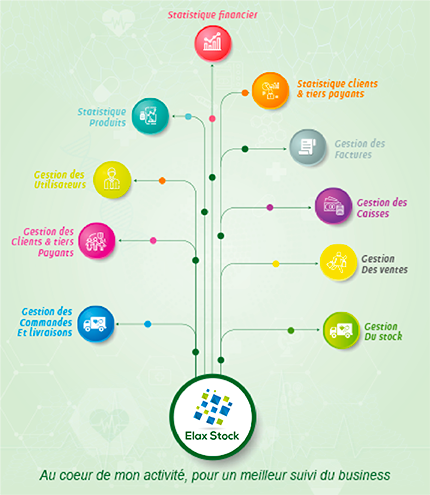 Statistique financier
Statistique clients
& tiers payants
Statistique
Produits
Gestion des
Factures
Gestion des
Utilisateurs
Gestion des
Caisses
Gestion des
Clients & tiers
Payants
Gestion
Des ventes
Gestion des
Commandes
Et livraisons
Gestion
Du stock
Elax Stock
Au coeur de mon activité, pour un meilleur suivi du business